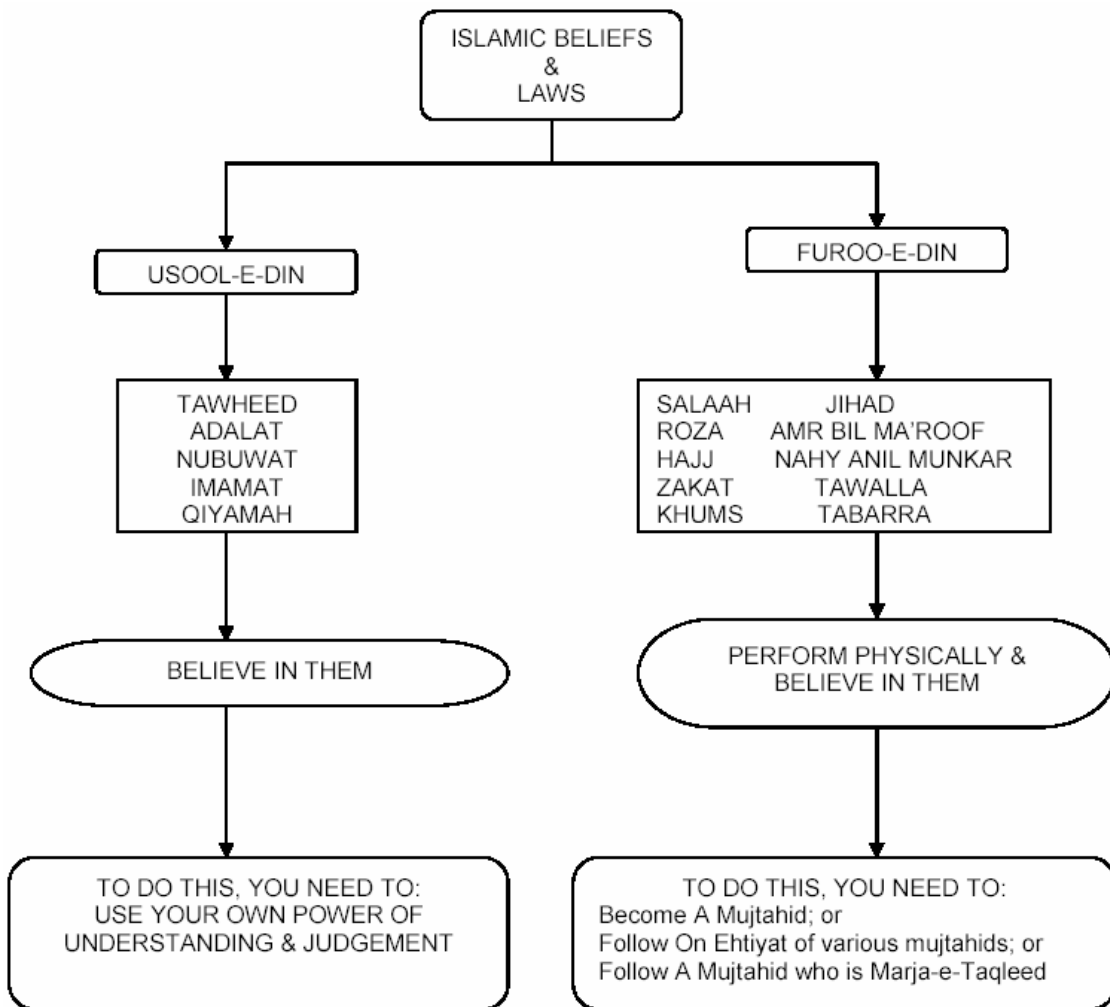 ISLAMIC BELIEFS
&
LAWS
USOOL-E-DIN
FUROO-E-DIN
TAWHEED
ADALAT
NUBUWAT
IMAMAT
QIYAMAH
SALAAH JIHAD
ROZA AMR BIL MA’ROOF
HAJJ NAHY ANIL MUNKAR
ZAKAT TAWALLA
KHUMS TABARRA
BELIEVE IN THEM
PERFORM PHYSICALLY &
BELIEVE IN THEM
TO DO THIS, YOU NEED TO:
USE YOUR OWN POWER OF
UNDERSTANDING & JUDGEMENT
TO DO THIS, YOU NEED TO:
Become A Mujtahid; or
Follow On Ehtiyat of various mujtahids; or
Follow A Mujtahid who is Marja-e-Taqleed